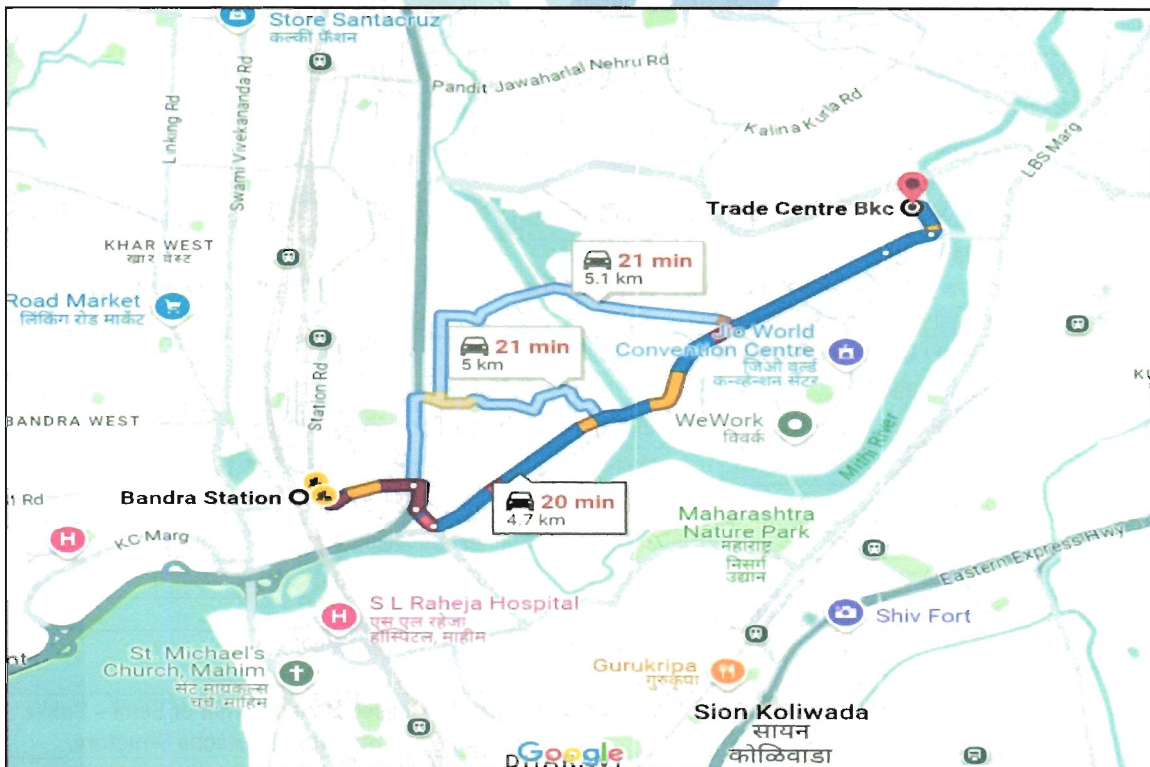 Store Santacruz
कल्की फॅशन
Pandit Jawaharlal Nehru Rd
Linking Rd
Swami Vivekananda Rd
Kalina Kurla Rd
LBS Marg
Trade Centre Bkc
KHAR WEST
खार वेस्ट
21 min
5.1 km
Road Market
लिंकिंग रोड मार्केट
Station Rd
21 min
5 km
Jio World
Convention Centre
जिओ वर्ल्ड
कन्व्हेन्शन सेंटर
BANDRA WEST
WeWork
विवर्क
Mithi River
Bandra Station
20 min
4.7 km
KC Marg
H
Maharashtra
Nature Park
महाराष्ट्र
निसर्ग
उद्यान
Eastern Express Hwy
S L Raheja Hospital
एस एल रहेजा
हॉस्पिटल, माहीम
H
Shiv Fort
St. Michael's
Church, Mahim
सेंट मायकल्स
चर्च, माहिम
Gurukripa
गुरुकृपा
Sion Koliwada
सायन
कोळिवाडा
Google